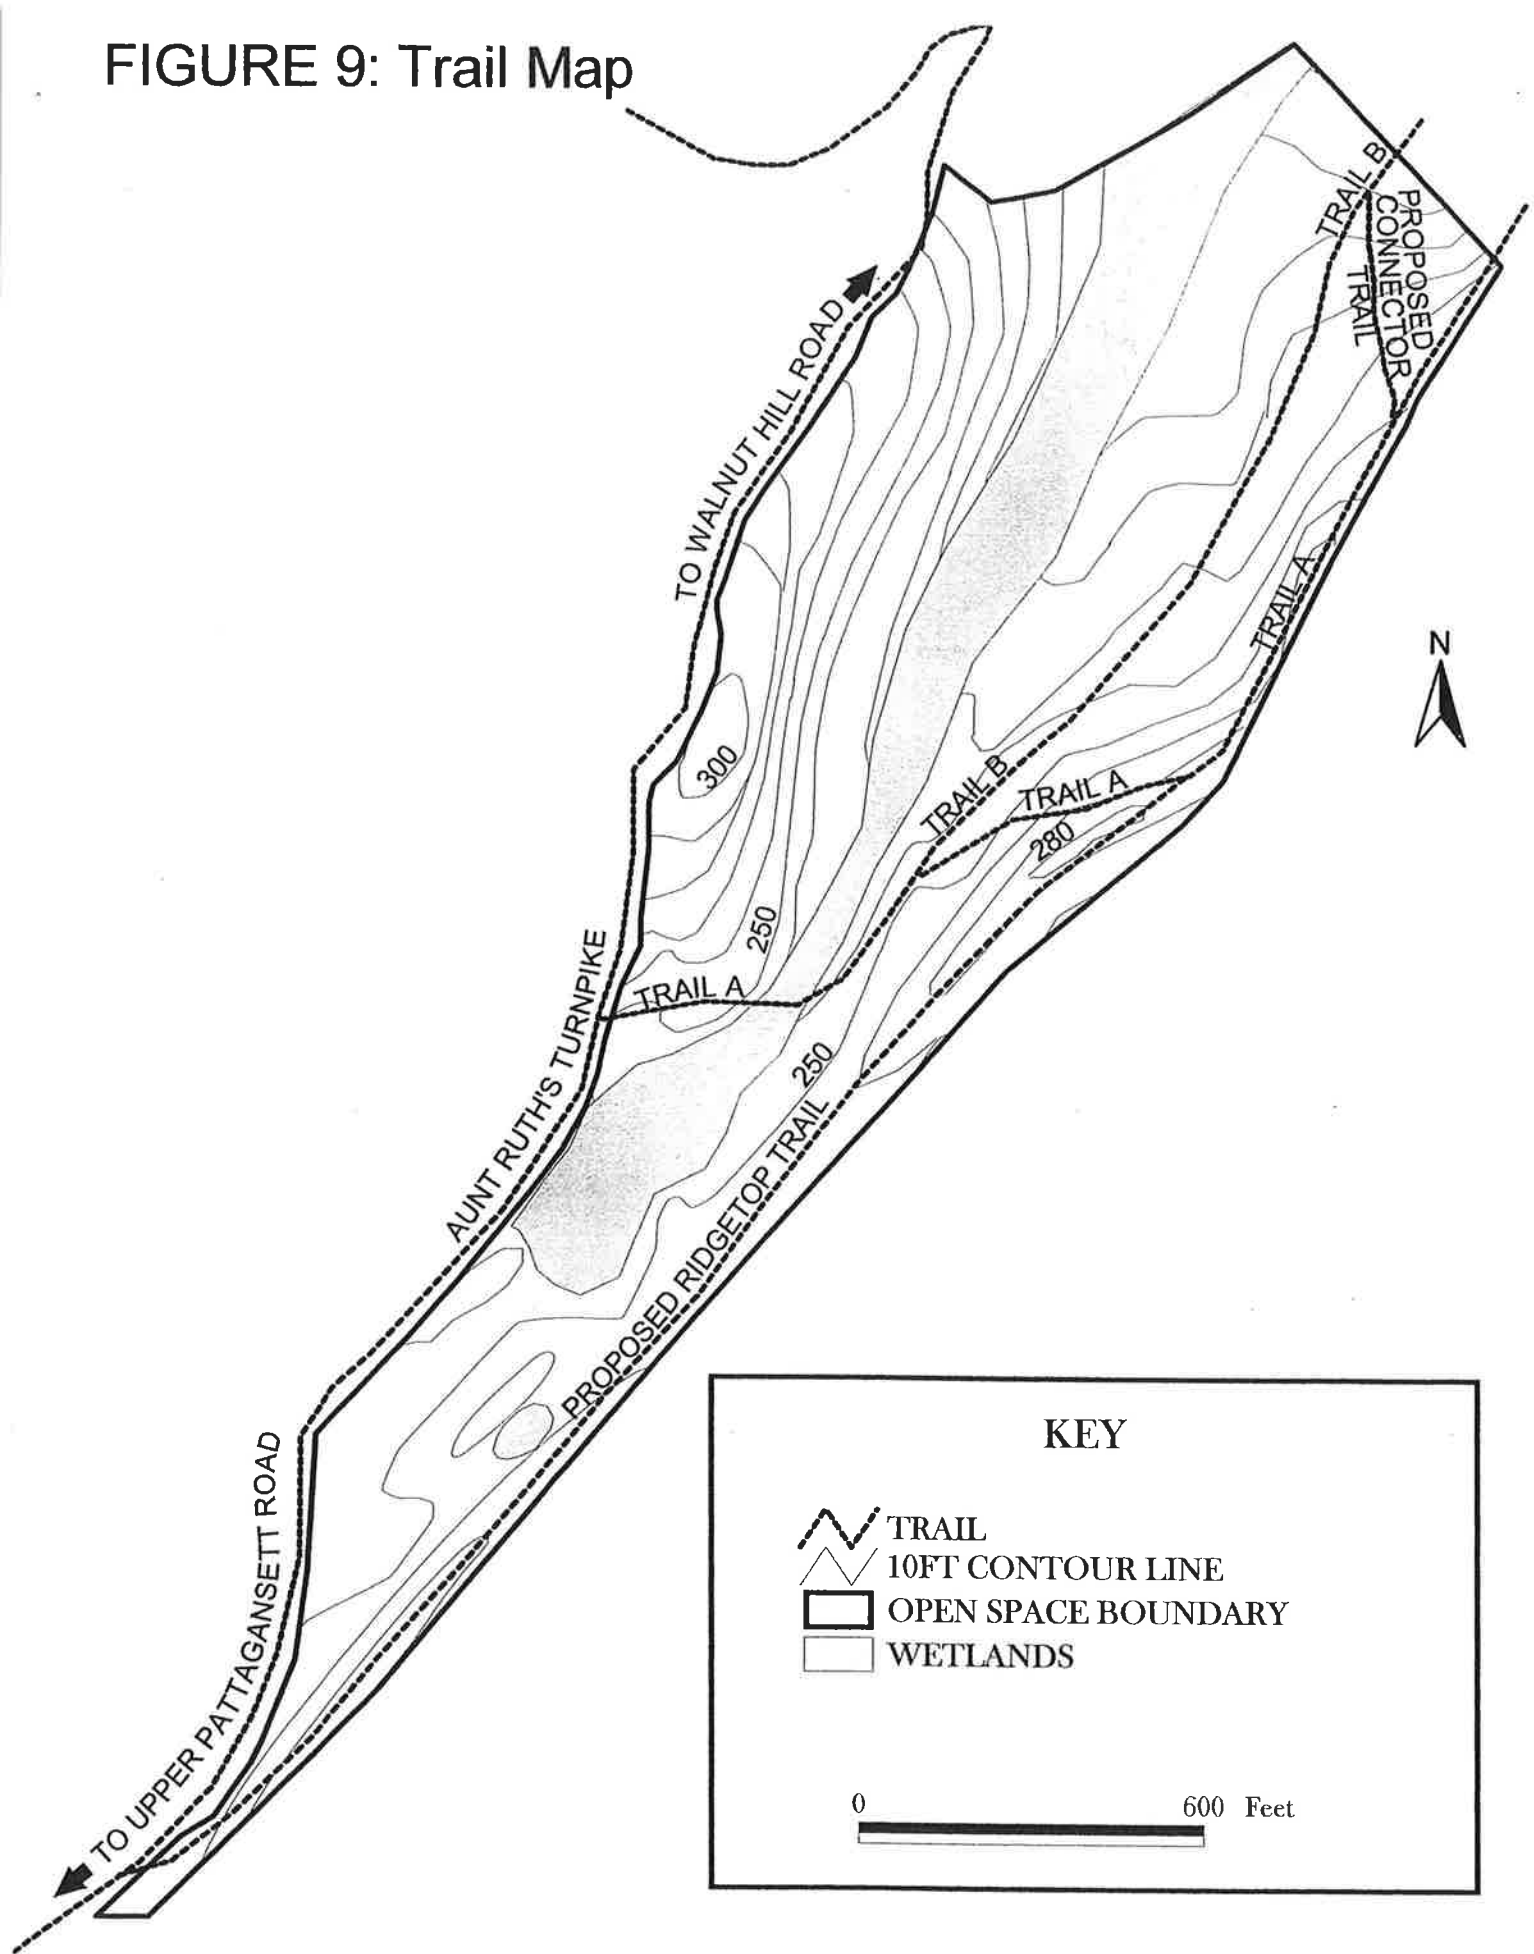 FIGURE 9: Trail Map
TRAIL B
PROPOSED
CONNECTOR
TRAIL
TO WALNUT HILL ROAD
TRAIL A
N
300
TRAIL B
TRAIL A
280
250
AUNT RUTH'S TURNPIKE
TRAIL A
250
PROPOSED RIDGETOP TRAIL
TO UPPER PATTAGANSETT ROAD
KEY
TRAIL
10FT CONTOUR LINE
OPEN SPACE BOUNDARY
WETLANDS
0 600 Feet